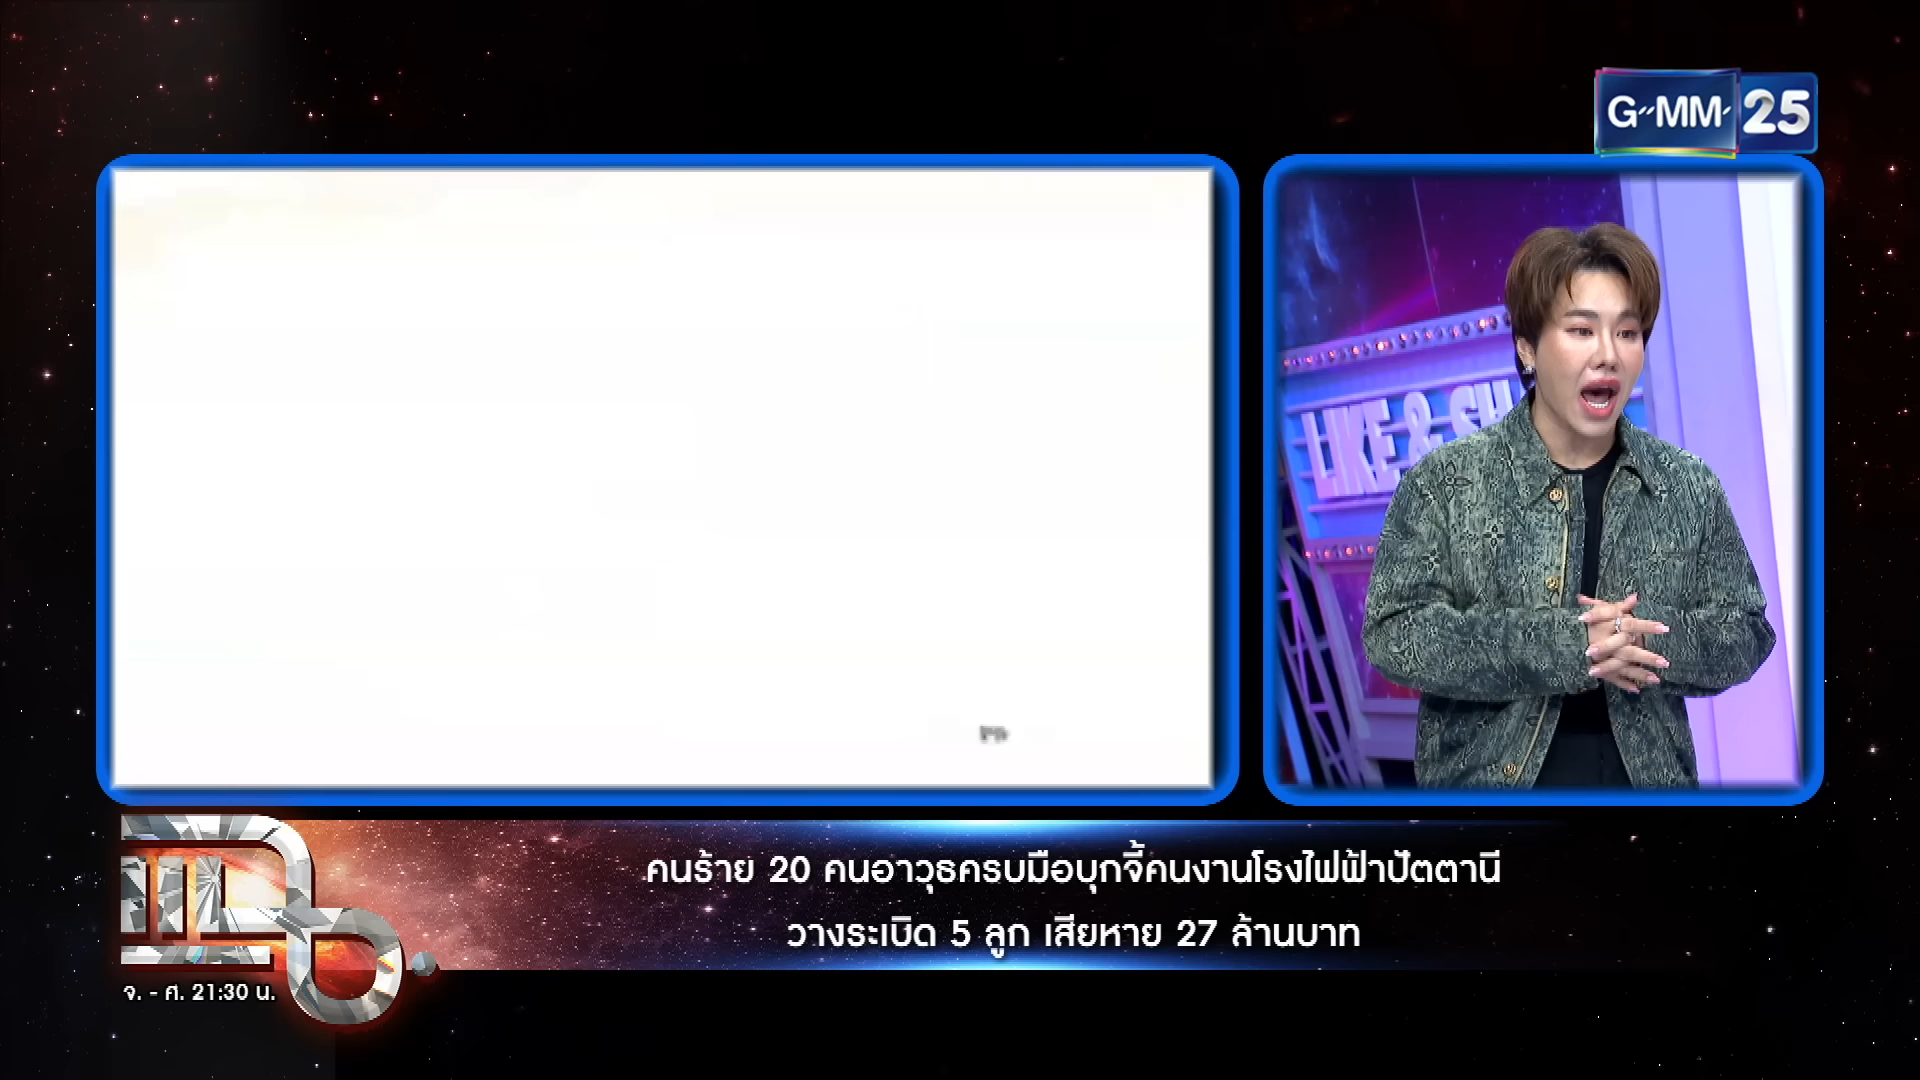 GMM 25
LIKE & SH
คนร้าย 20 คนอาวุธครบมือบุกจี้คนงานโรงไฟฟ้าปัตตานี
วางระเบิด 5 ลูก เสียหาย 27 ล้านบาท
แฉ
จ. - ศ. 21:30 น.